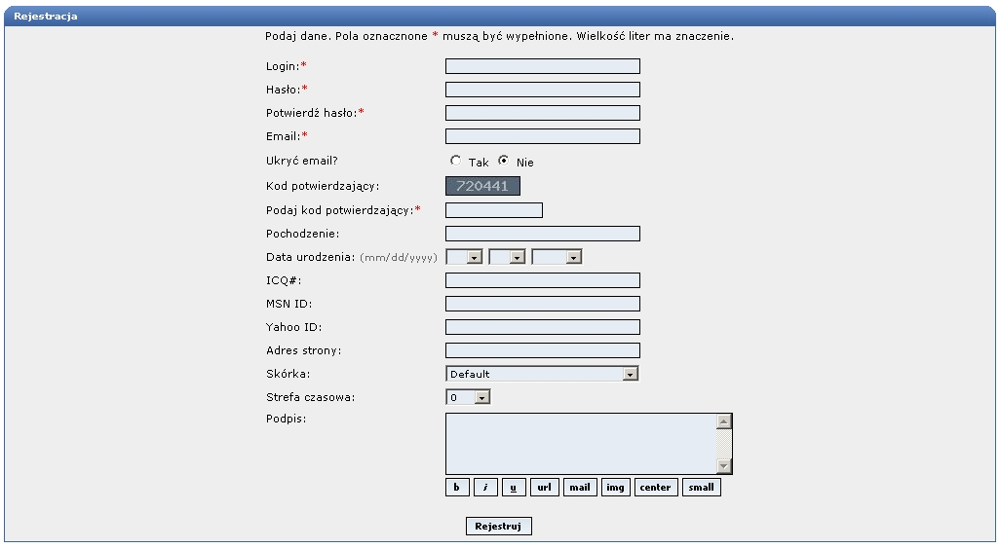 Rejestracja
Podaj dane. Pola oznacznone * muszą być wypełnione. Wielkość liter ma znaczenie.
Login:*
Hasło:*
Potwierdź hasło:*
Email:*
Ukryć email? Tak Nie
Kod potwierdzający: 720441
Podaj kod potwierdzający:*
Pochodzenie:
Data urodzenia: (mm/dd/yyyy)
ICQ#:
MSN ID:
Yahoo ID:
Adres strony:
Skórka: Default
Strefa czasowa: 0
Podpis:
b i u url mail img center small
Rejestruj